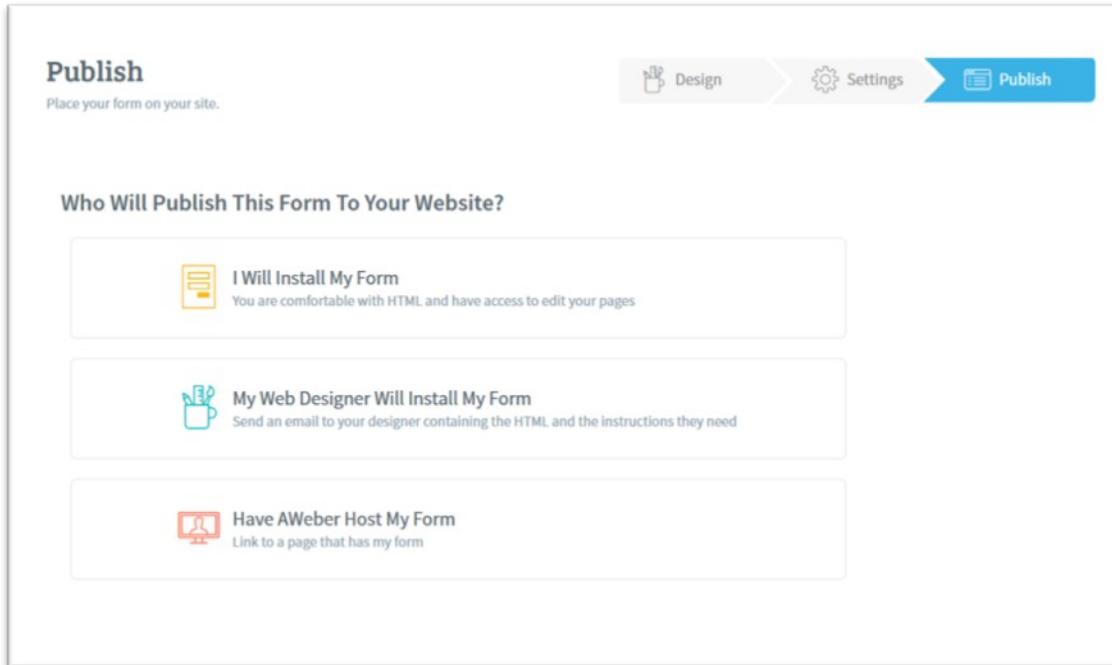 Publish
Place your form on your site.
Design
Settings
Publish
Who Will Publish This Form To Your Website?
I Will Install My Form
You are comfortable with HTML and have access to edit your pages
My Web Designer Will Install My Form
Send an email to your designer containing the HTML and the instructions they need
Have AWeber Host My Form
Link to a page that has my form